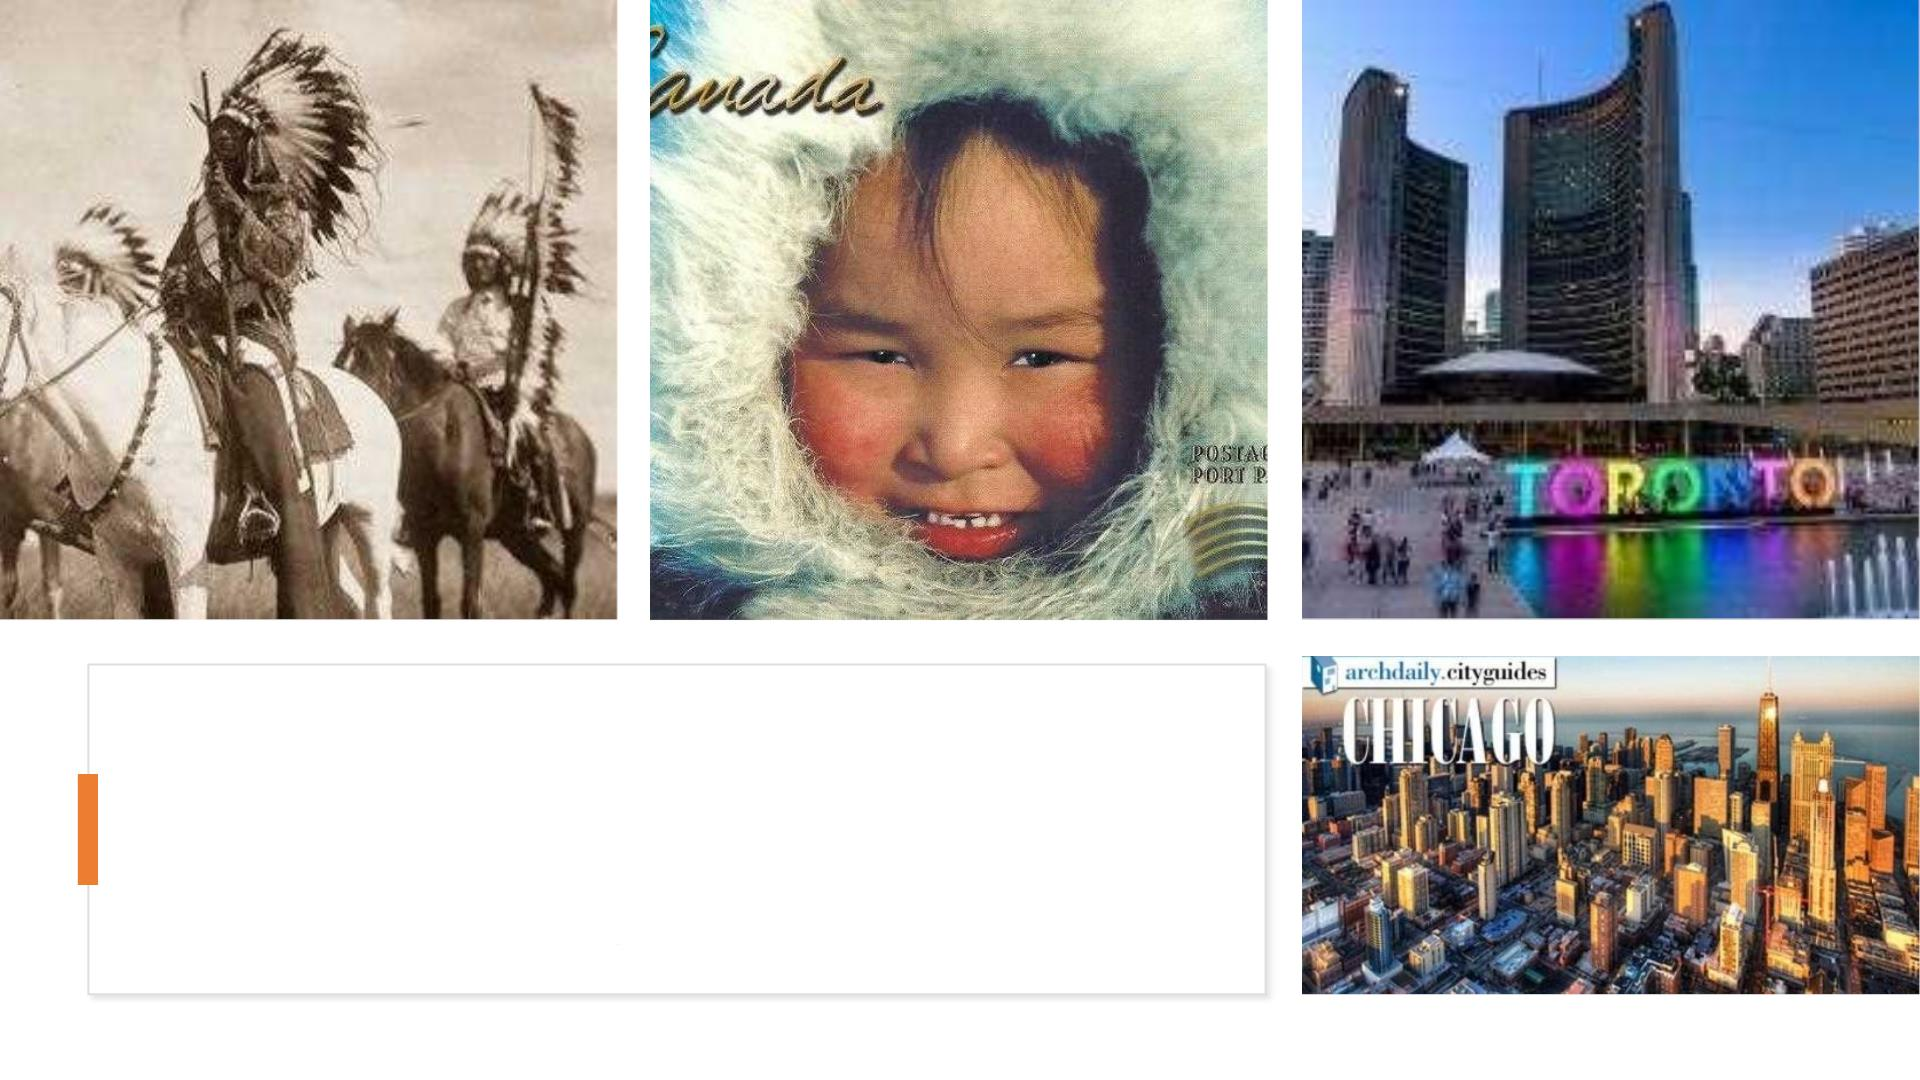 Canada
POSTAG
PORT P
TORONTO
archdaily.cityguides
CHICAGO